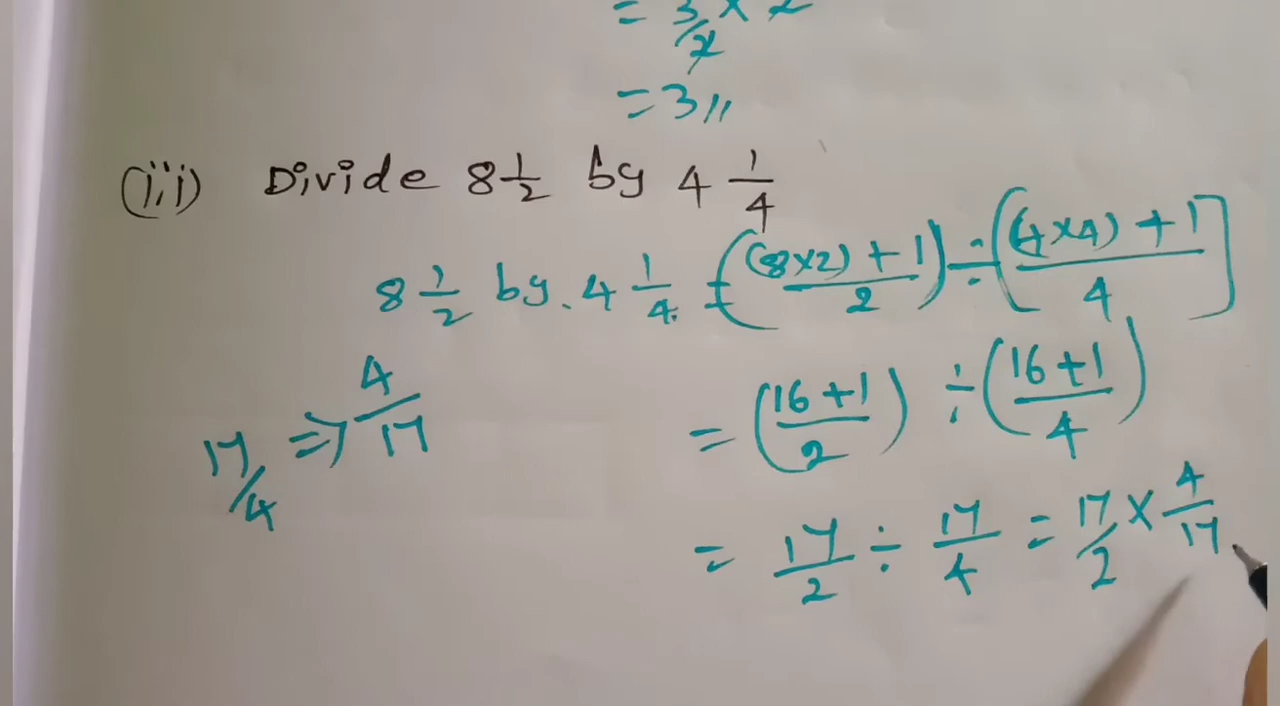 = 3/2 × 2
= 3 //
(iii) Divide 8 1/2 by 4 1/4
8 1/2 by. 4 1/4. = ((8×2) + 1)/2) ÷ ((4×4) + 1)/4]
17/4 => 4/17
= (16 + 1)/2 ÷ (16 + 1)/4
= 17/2 ÷ 17/4 = 17/2 × 4/17